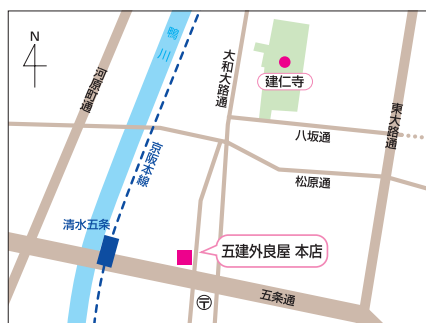 N
鴨川
河原町通
大和大路通
建仁寺
東大路通
八坂通
京阪本線
松原通
清水五条
五建外良屋 本店
五条通
〒